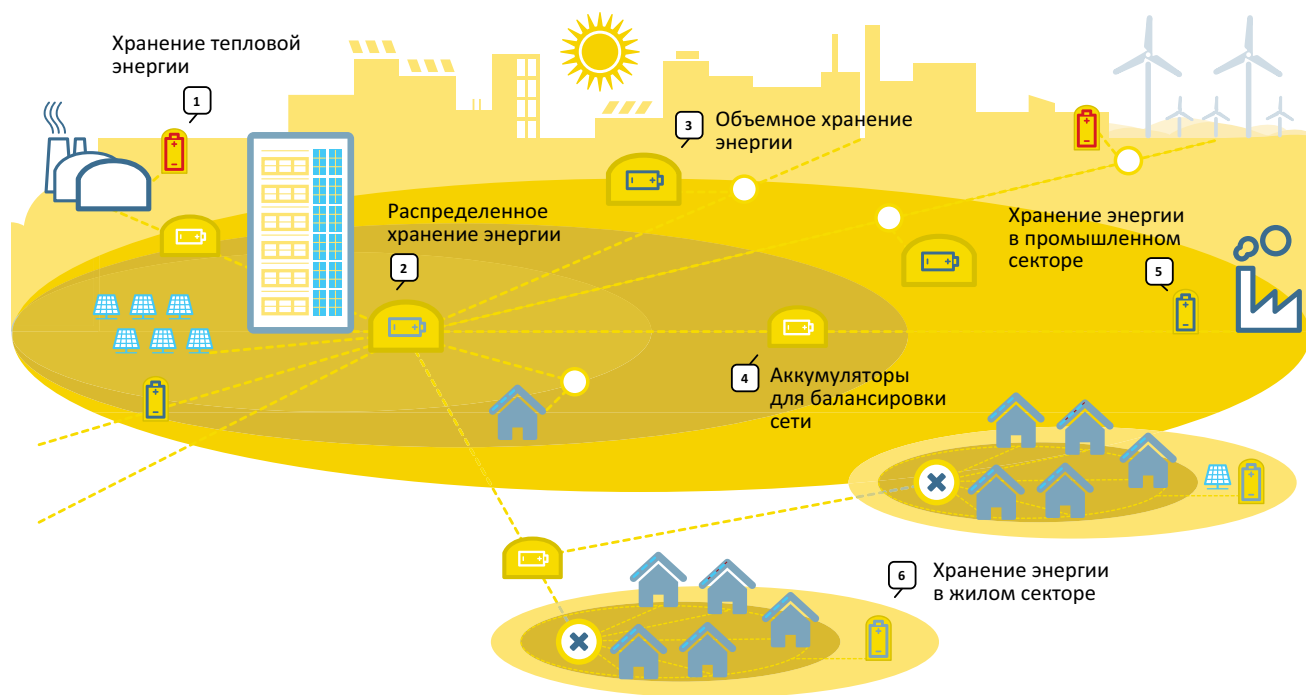 Хранение тепловой
энергии
1
3
Объемное хранение
энергии
Распределенное
хранение энергии
2
Хранение энергии
в промышленном
секторе
5
4
Аккумуляторы
для балансировки
сети
6
Хранение энергии
в жилом секторе